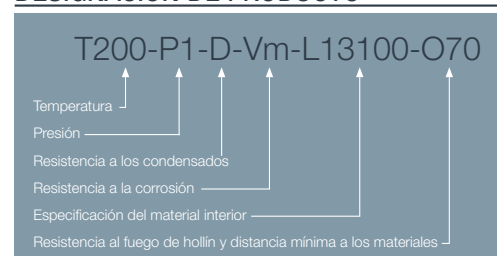 T200-P1-D-Vm-L13100-O70
Temperatura
Presión
Resistencia a los condensados
Resistencia a la corrosión
Especificación del material interior
Resistencia al fuego de hollín y distancia mínima a los materiales